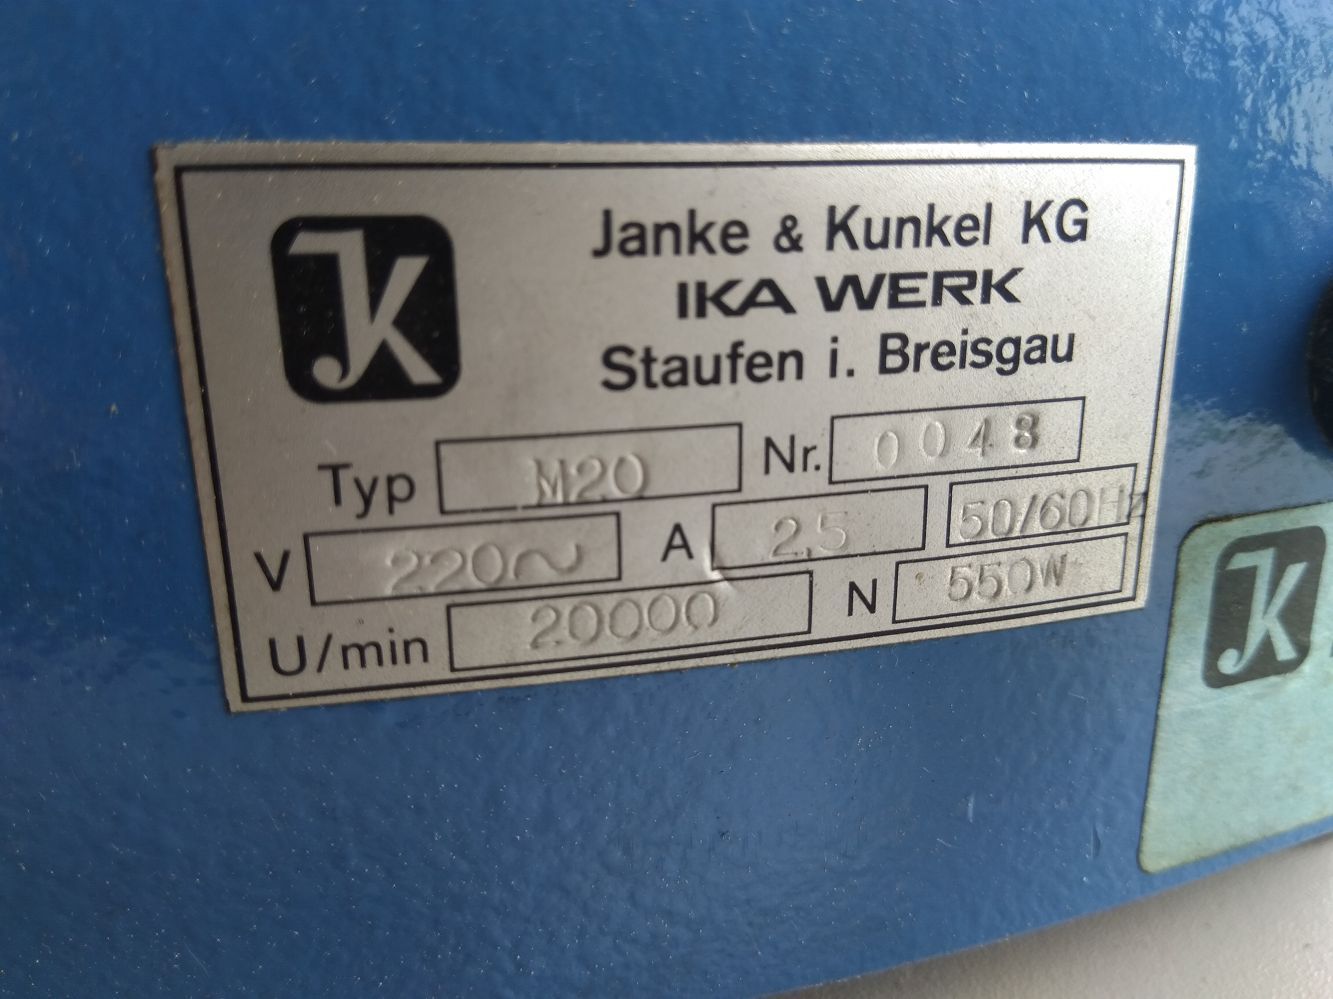 JK
Janke & Kunkel KG
IKA WERK
Staufen i. Breisgau
Typ M20 Nr. 0048
V 220~ A 2,5 50/60Hz
U/min 20000 N 550W
JK